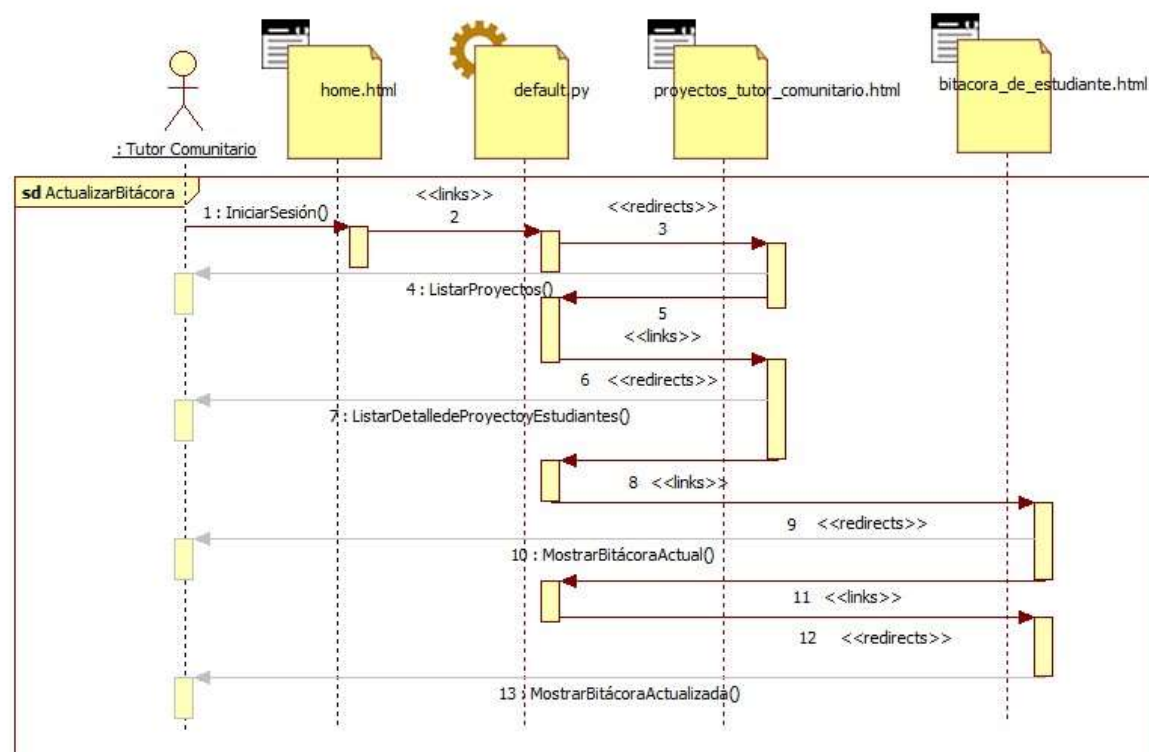 home.html
default.py
proyectos_tutor_comunitario.html
bitacora_de_estudiante.html
: Tutor Comunitario
sd ActualizarBitácora
1 : IniciarSesión()
<<links>>
2
<<redirects>>
3
4 : ListarProyectos()
5
<<links>>
6 <<redirects>>
7 : ListarDetalledeProyectoyEstudiantes()
8 <<links>>
9 <<redirects>>
10 : MostrarBitácoraActual()
11 <<links>>
12 <<redirects>>
13 : MostrarBitácoraActualizada()